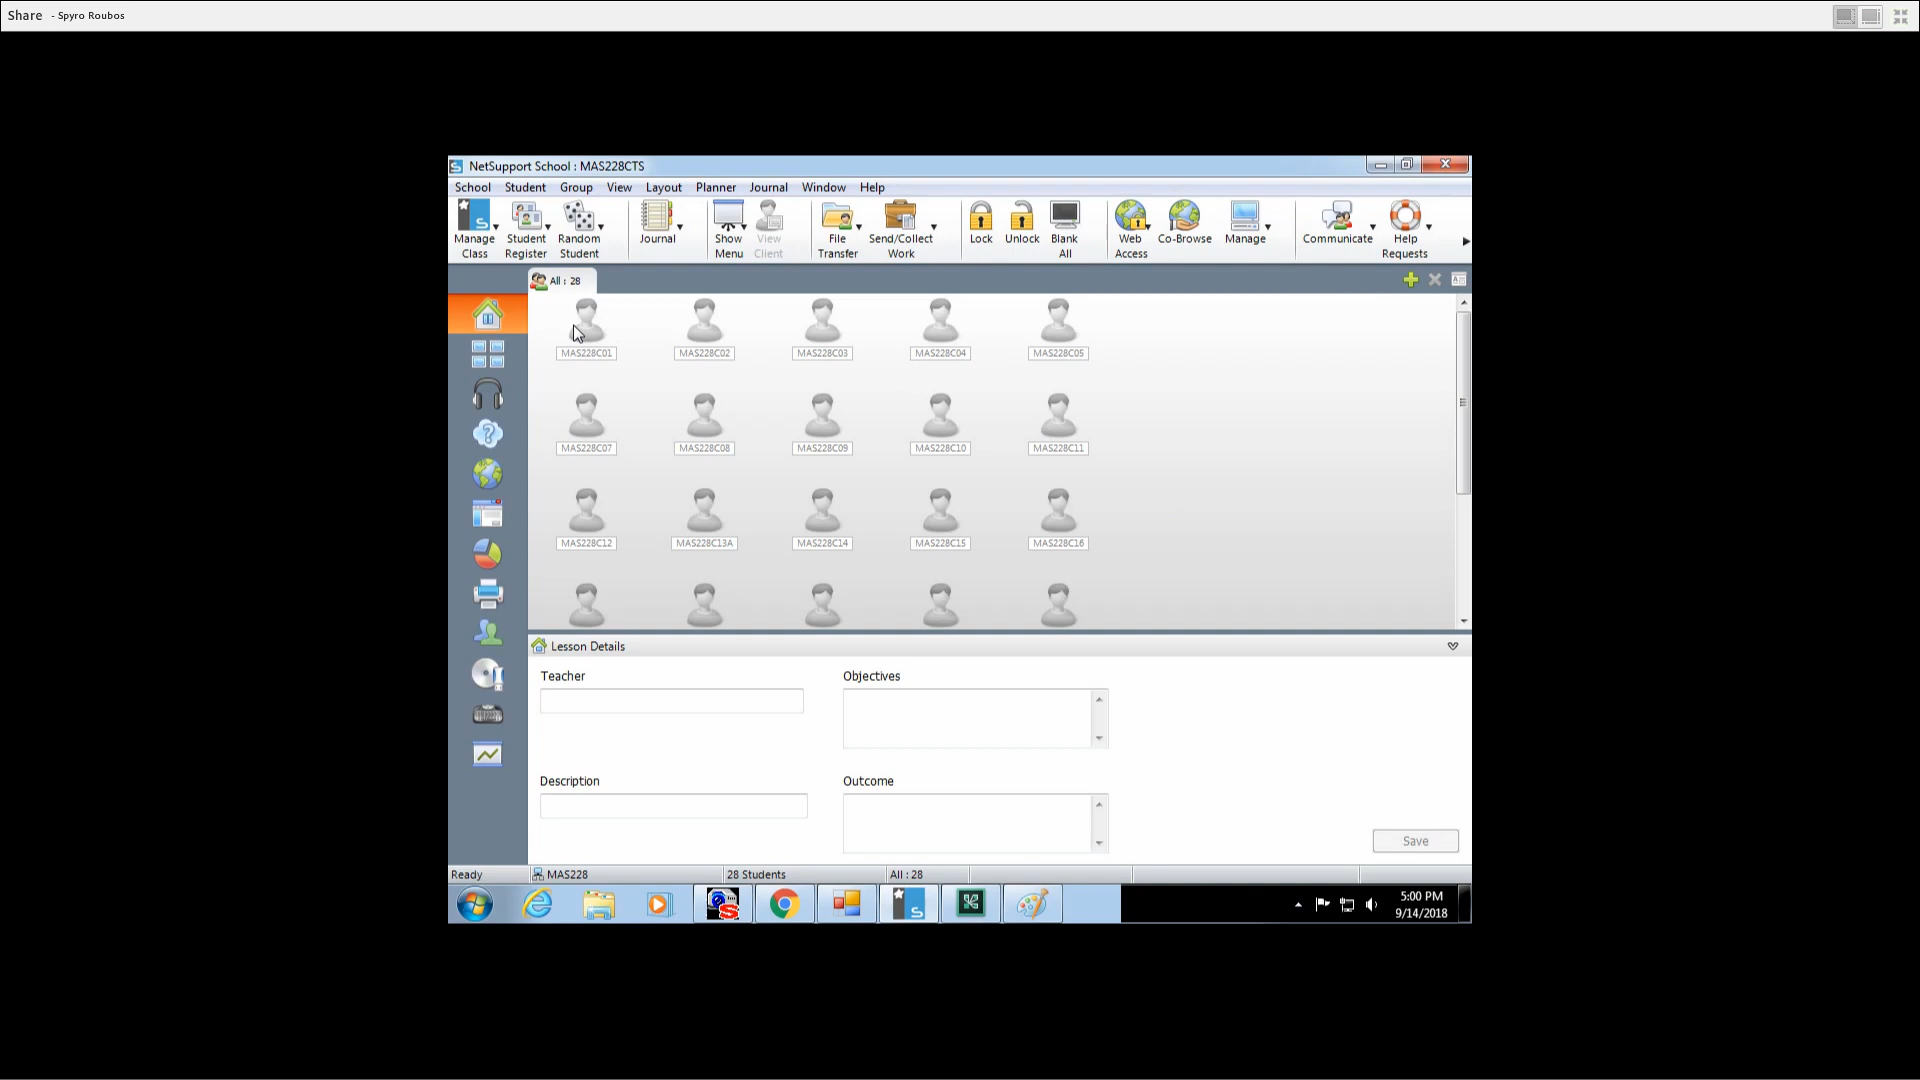 Share - Spyro Roubos
NetSupport School : MAS228CTS
School Student Group View Layout Planner Journal Window Help
Manage Class
Student Register
Random Student
Journal
Show Menu
View Client
File Transfer
Send/Collect Work
Lock
Unlock
Blank All
Web Access
Co-Browse
Manage
Communicate
Help Requests
All : 28
MAS228C01 MAS228C02 MAS228C03 MAS228C04 MAS228C05
MAS228C07 MAS228C08 MAS228C09 MAS228C10 MAS228C11
MAS228C12 MAS228C13A MAS228C14 MAS228C15 MAS228C16
Lesson Details
Teacher
Objectives
Description
Outcome
Save
Ready MAS228 28 Students All : 28
5:00 PM
9/14/2018